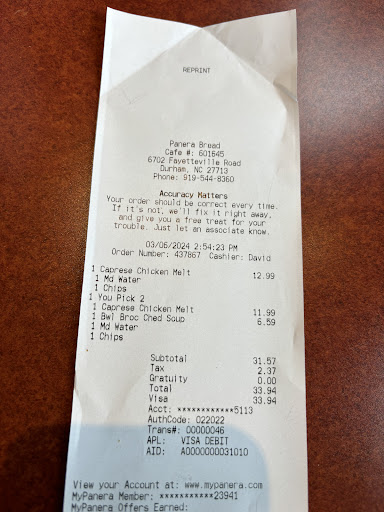 REPRINT
Panera Bread
Cafe #: 601645
6702 Fayetteville Road
Durham, NC 27713
Phone: 919-544-8360
Accuracy Matters
Your order should be correct every time.
If it's not, we'll fix it right away,
and give you a free treat for your
trouble. Just let an associate know.
03/06/2024 2:54:23 PM
Order Number: 437867 Cashier: David
1 Caprese Chicken Melt 12.99
1 Md Water
1 Chips
1 You Pick 2
1 Caprese Chicken Melt 11.99
1 Bwl Broc Ched Soup 6.59
1 Md Water
1 Chips
Subtotal 31.57
Tax 2.37
Gratuity 0.00
Total 33.94
Visa 33.94
Acct: ************5113
AuthCode: 022022
Trans#: 00000046
APL: VISA DEBIT
AID: A0000000031010
View your Account at: www.mypanera.com
MyPanera Member: ***********23941
MyPanera Offers Earned: